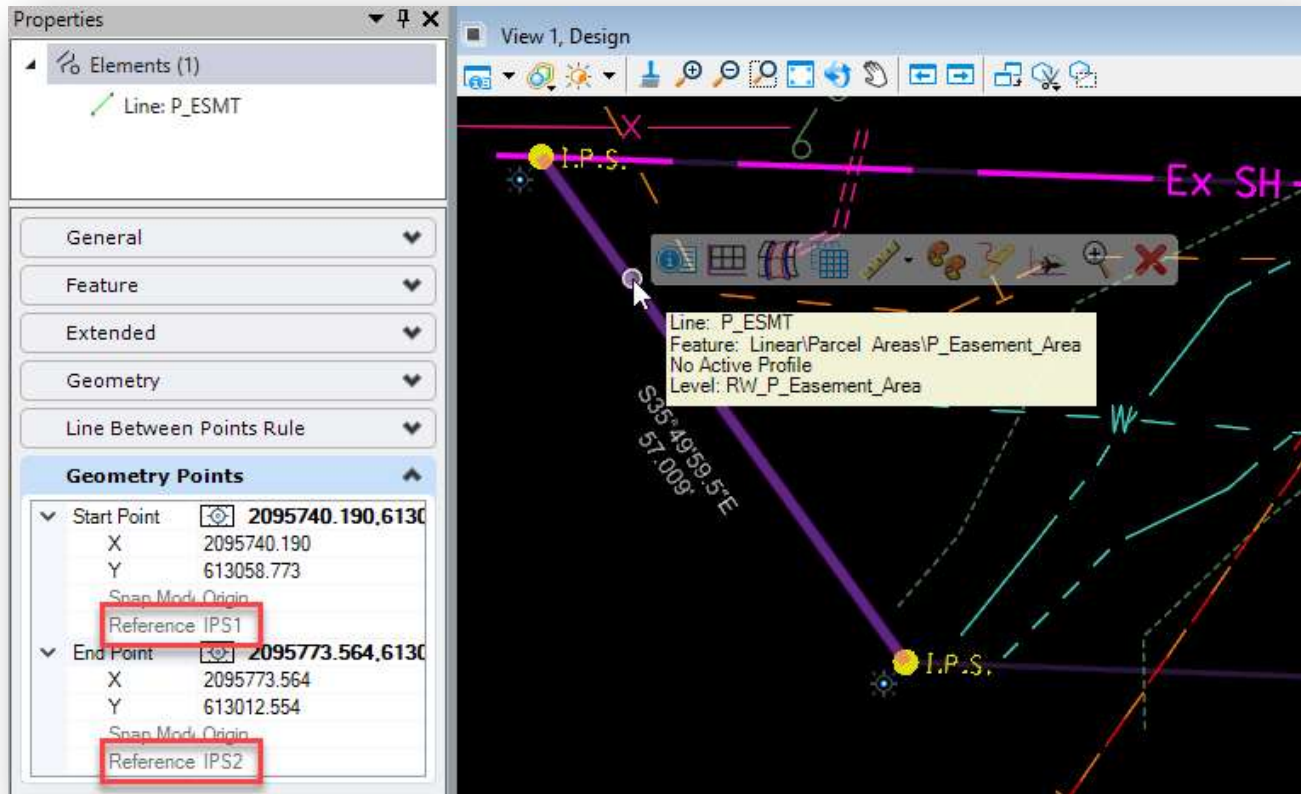 Properties
Elements (1)
Line: P_ESMT
General
Feature
Extended
Geometry
Line Between Points Rule
Geometry Points
Start Point 2095740.190,6130
X 2095740.190
Y 613058.773
Snap Mode Origin
Reference IPS1
End Point 2095773.564,6130
X 2095773.564
Y 613012.554
Snap Mode Origin
Reference IPS2
View 1, Design
X
I.P.S.
Ex SH
Line: P_ESMT
Feature: Linear\Parcel Areas\P_Easement_Area
No Active Profile
Level: RW_P_Easement_Area
S35°49'59.5"E
57.009'
W
I.P.S.